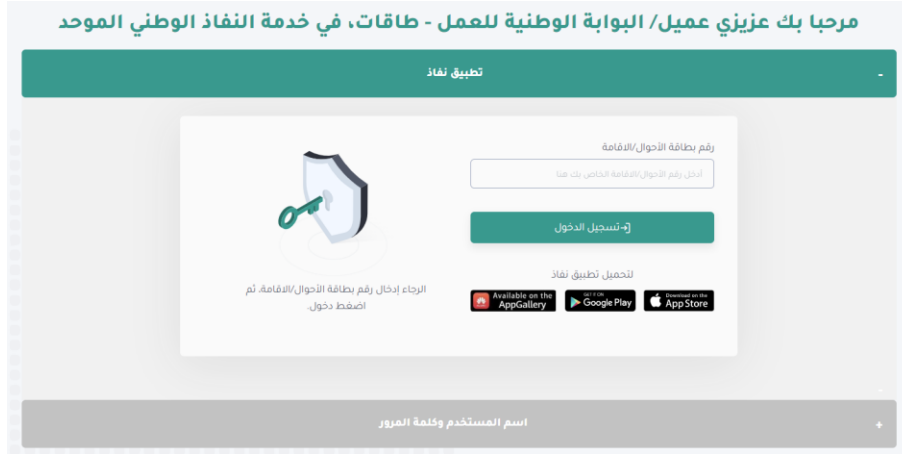 مرحبا بك عزيزي عميل/ البوابة الوطنية للعمل - طاقات، في خدمة النفاذ الوطني الموحد
تطبيق نفاذ
-
رقم بطاقة الأحوال/الاقامة
أدخل رقم الأحوال/الاقامة الخاص بك هنا
تسجيل الدخول
لتحميل تطبيق نفاذ
Available on the
AppGallery
GET IT ON
Google Play
Download on the
App Store
الرجاء إدخال رقم بطاقة الأحوال/الاقامة، ثم
اضغط دخول.
اسم المستخدم وكلمة المرور
+